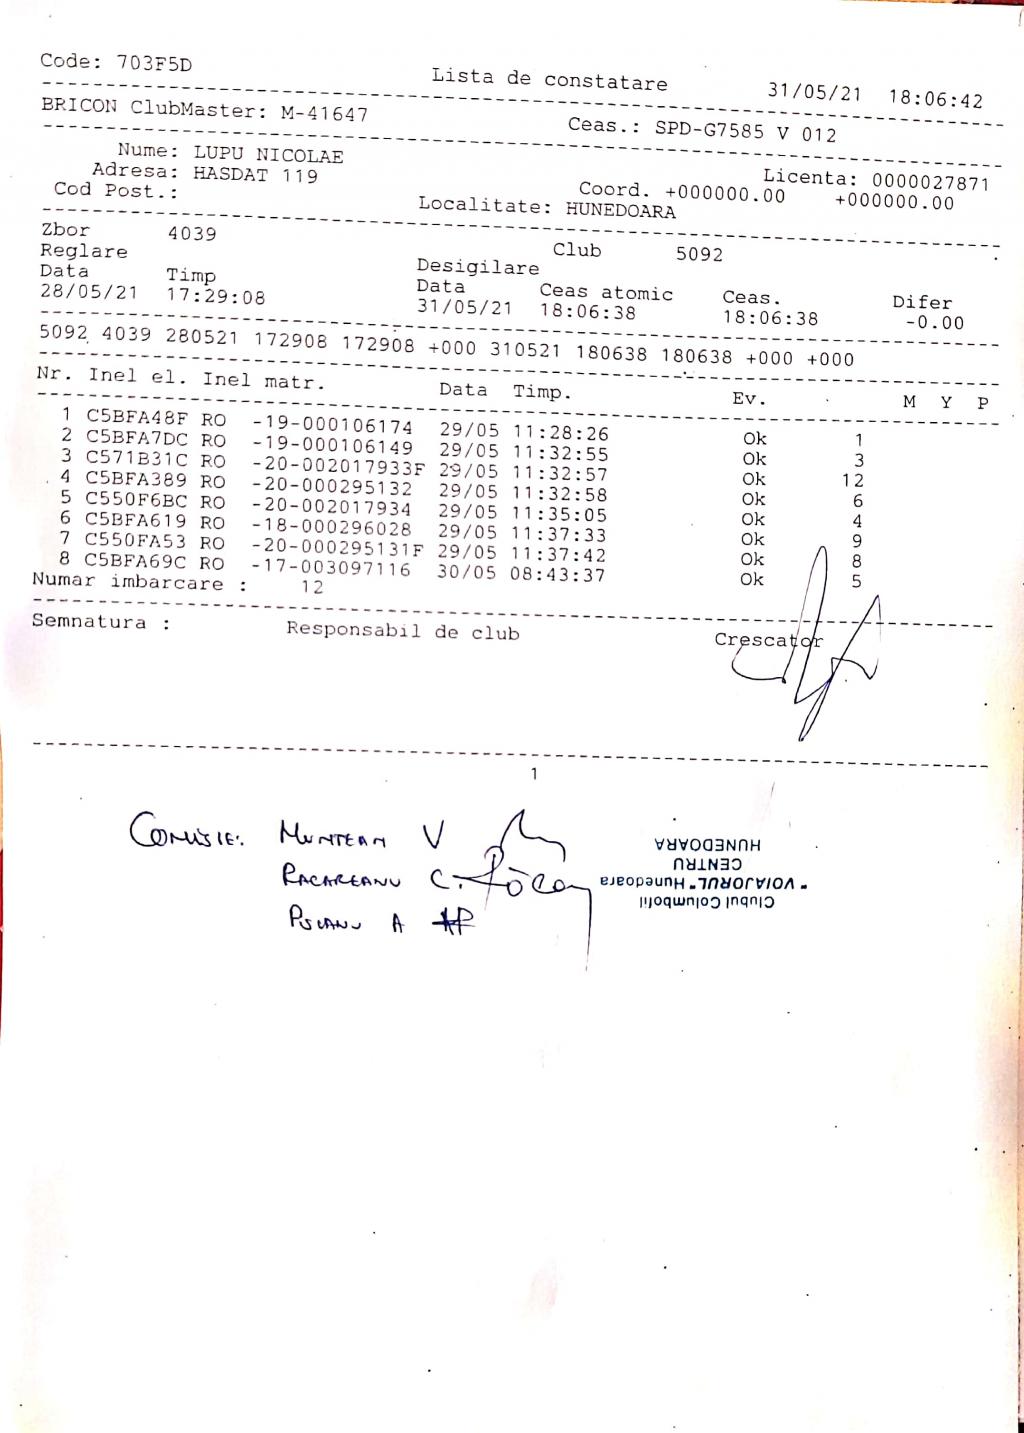 Code: 703F5D Lista de constatare 31/05/21 18:06:42
BRICON ClubMaster: M-41647 Ceas.: SPD-G7585 V 012
Nume: LUPU NICOLAE Licenta: 0000027871
Adresa: HASDAT 119 Coord. +000000.00 +000000.00
Cod Post.: Localitate: HUNEDOARA
Zbor 4039 Club 5092
Reglare Desigilare
Data Timp Data Ceas atomic Ceas. Difer
28/05/21 17:29:08 31/05/21 18:06:38 18:06:38 -0.00
5092 4039 280521 172908 172908 +000 310521 180638 180638 +000 +000
Nr. Inel el. Inel matr. Data Timp. Ev. M Y P
1 C5BFA48F RO -19-000106174 29/05 11:28:26 Ok 1
2 C5BFA7DC RO -19-000106149 29/05 11:32:55 Ok 3
3 C571B31C RO -20-002017933F 29/05 11:32:57 Ok 12
4 C5BFA389 RO -20-000295132 29/05 11:32:58 Ok 6
5 C550F6BC RO -20-002017934 29/05 11:35:05 Ok 4
6 C5BFA619 RO -18-000296028 29/05 11:37:33 Ok 9
7 C550FA53 RO -20-000295131F 29/05 11:37:42 Ok 8
8 C5BFA69C RO -17-003097116 30/05 08:43:37 Ok 5
Numar imbarcare : 12
Semnatura : Responsabil de club Crescator
1
COMISIE: MUNTEAN V
RACAREANU C.
PISCANU A
Clubul Columbofil
"VOIAJORUL" Hunedoara
CENTRU
HUNEDOARA